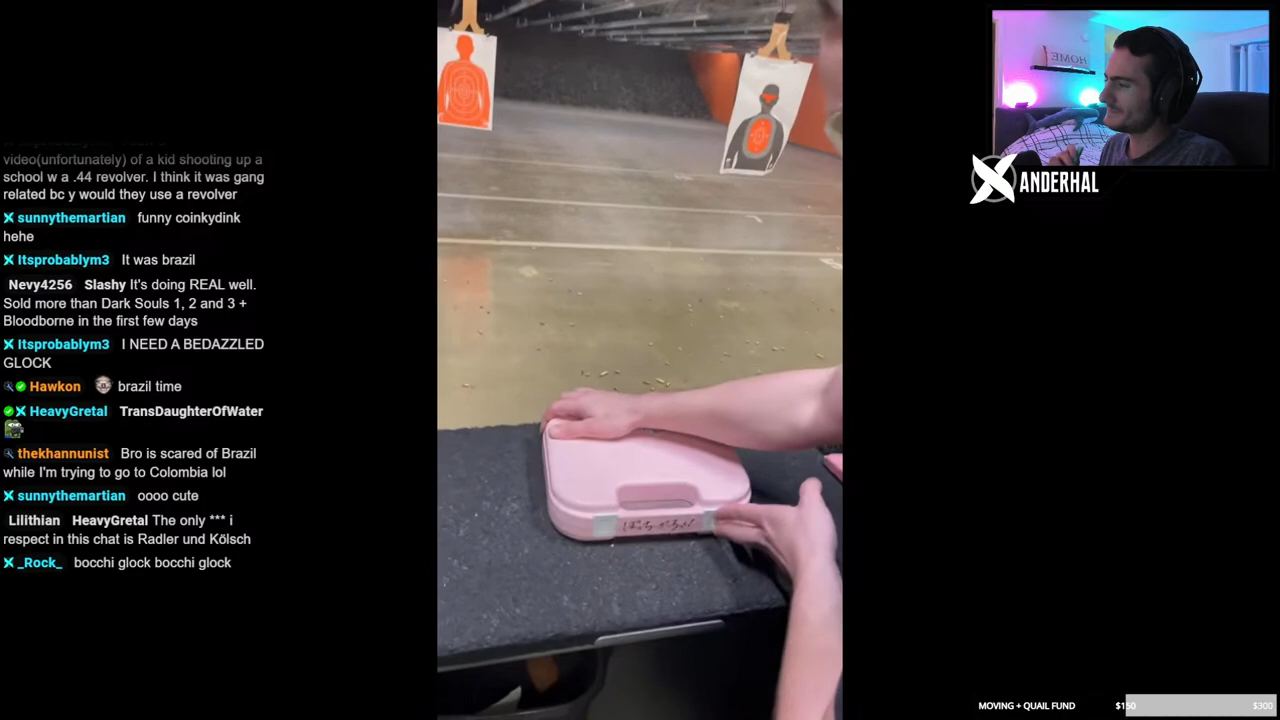 video(unfortunately) of a kid shooting up a
school w a .44 revolver. I think it was gang
related bc y would they use a revolver
sunnythemartian funny coinkydink
hehe
Itsprobablym3 It was brazil
Nevy4256 Slashy It's doing REAL well.
Sold more than Dark Souls 1, 2 and 3 +
Bloodborne in the first few days
Itsprobablym3 I NEED A BEDAZZLED
GLOCK
Hawkon brazil time
HeavyGretal TransDaughterOfWater
thekhannunist Bro is scared of Brazil
while I'm trying to go to Colombia lol
sunnythemartian oooo cute
Lilithian HeavyGretal The only *** i
respect in this chat is Radler und Kölsch
_Rock_ bocchi glock bocchi glock
HOME
ANDERHAL
MOVING + QUAIL FUND $150 $300